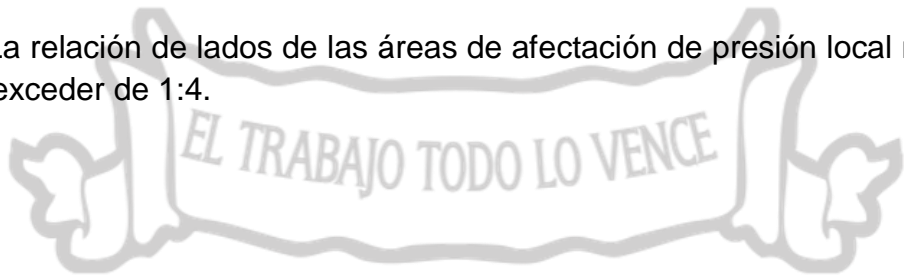 La relación de lados de las áreas de afectación de presión local
exceder de 1:4.
EL TRABAJO TODO LO VENCE